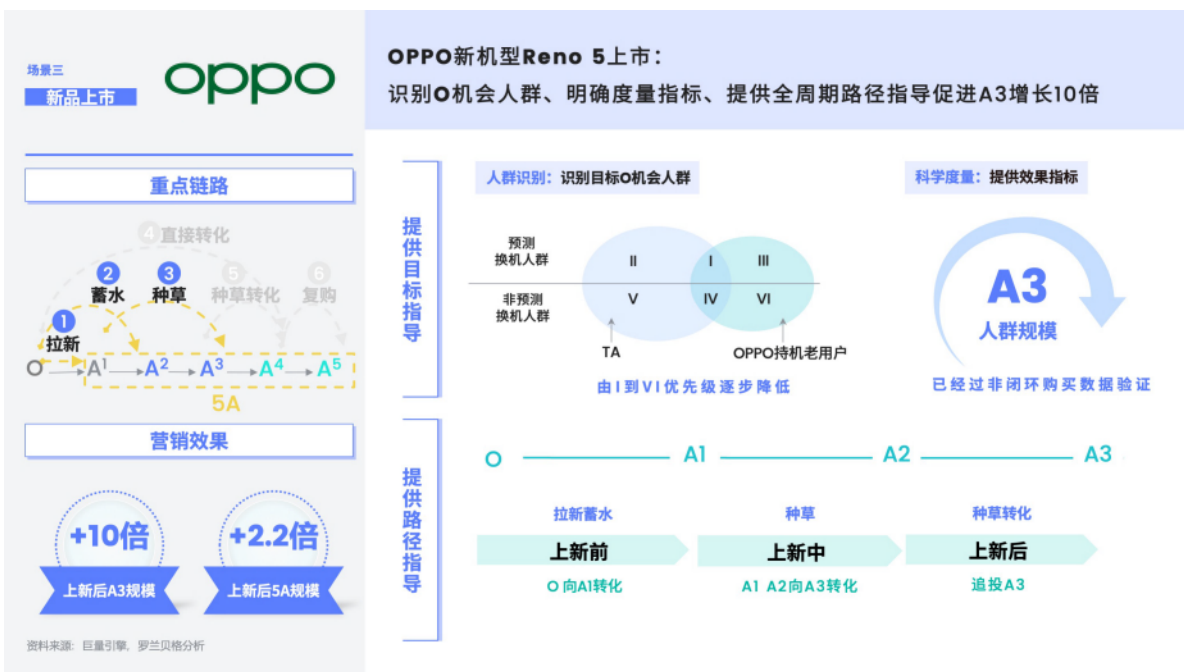 场景三
新品上市
oppo
OPPO新机型Reno 5上市：
识别O机会人群、明确度量指标、提供全周期路径指导促进A3增长10倍
重点链路
4 直接转化
2 蓄水
3 种草
5 种草转化
6 复购
1 拉新
O A1 A2 A3 A4 A5
5A
营销效果
+10倍
上新后A3规模
+2.2倍
上新后5A规模
资料来源：巨量引擎，罗兰贝格分析
提供目标指导
人群识别：识别目标O机会人群
预测
换机人群
非预测
换机人群
II I III
V IV VI
TA
OPPO持机老用户
由I到VI优先级逐步降低
科学度量：提供效果指标
A3
人群规模
已经过非闭环购买数据验证
提供路径指导
O A1 A2 A3
拉新蓄水
上新前
O 向A1转化
种草
上新中
A1 A2向A3转化
种草转化
上新后
追投A3